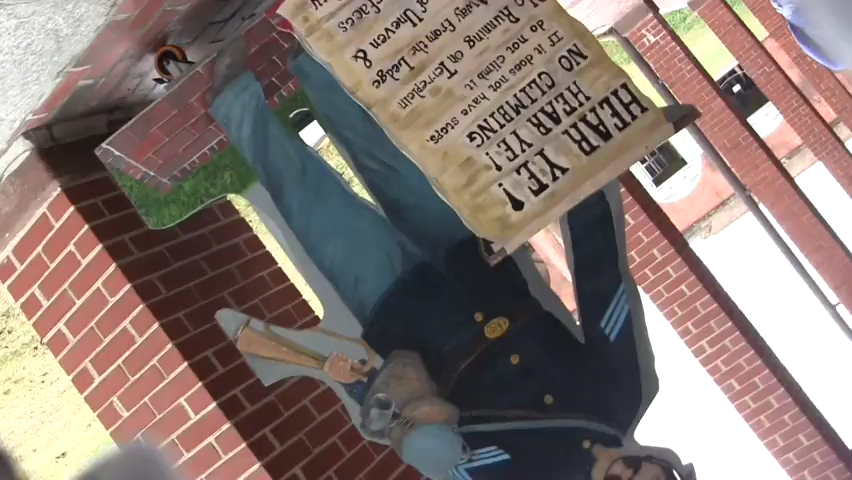 HEAR YE!
HEAR YE!
NO CLIMBING
If it does not have steps,
do not climb it
No Running on Terreplein
Away from the Ledge
of Uneven &
faces